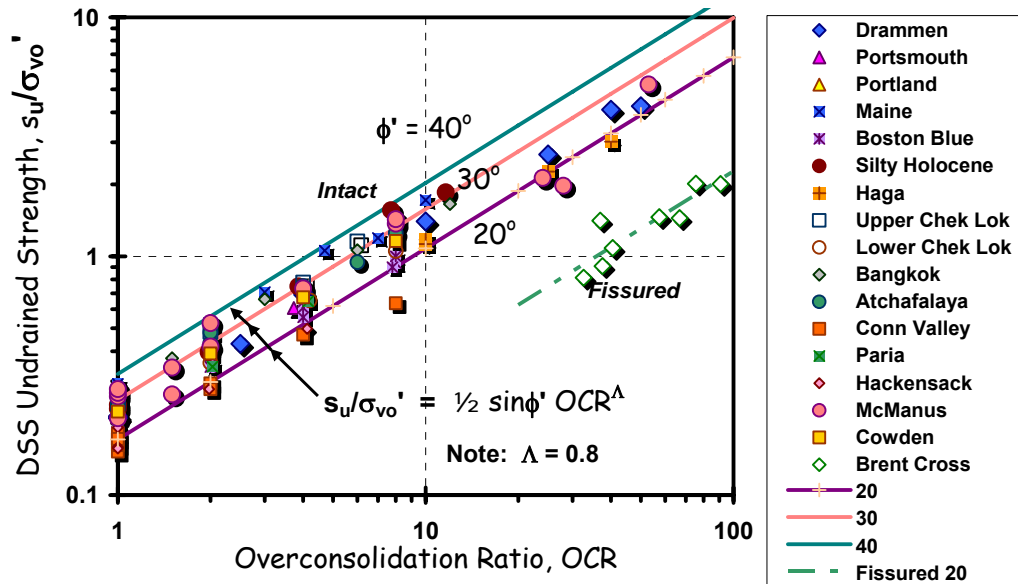 10
1
0.1
DSS Undrained Strength, su/σvo'
1
10
100
Overconsolidation Ratio, OCR
ϕ' = 40°
30°
20°
Intact
Fissured
su/σvo' = ½ sinϕ' OCR^Λ
Note: Λ = 0.8
Drammen
Portsmouth
Portland
Maine
Boston Blue
Silty Holocene
Haga
Upper Chek Lok
Lower Chek Lok
Bangkok
Atchafalaya
Conn Valley
Paria
Hackensack
McManus
Cowden
Brent Cross
20
30
40
Fissured 20